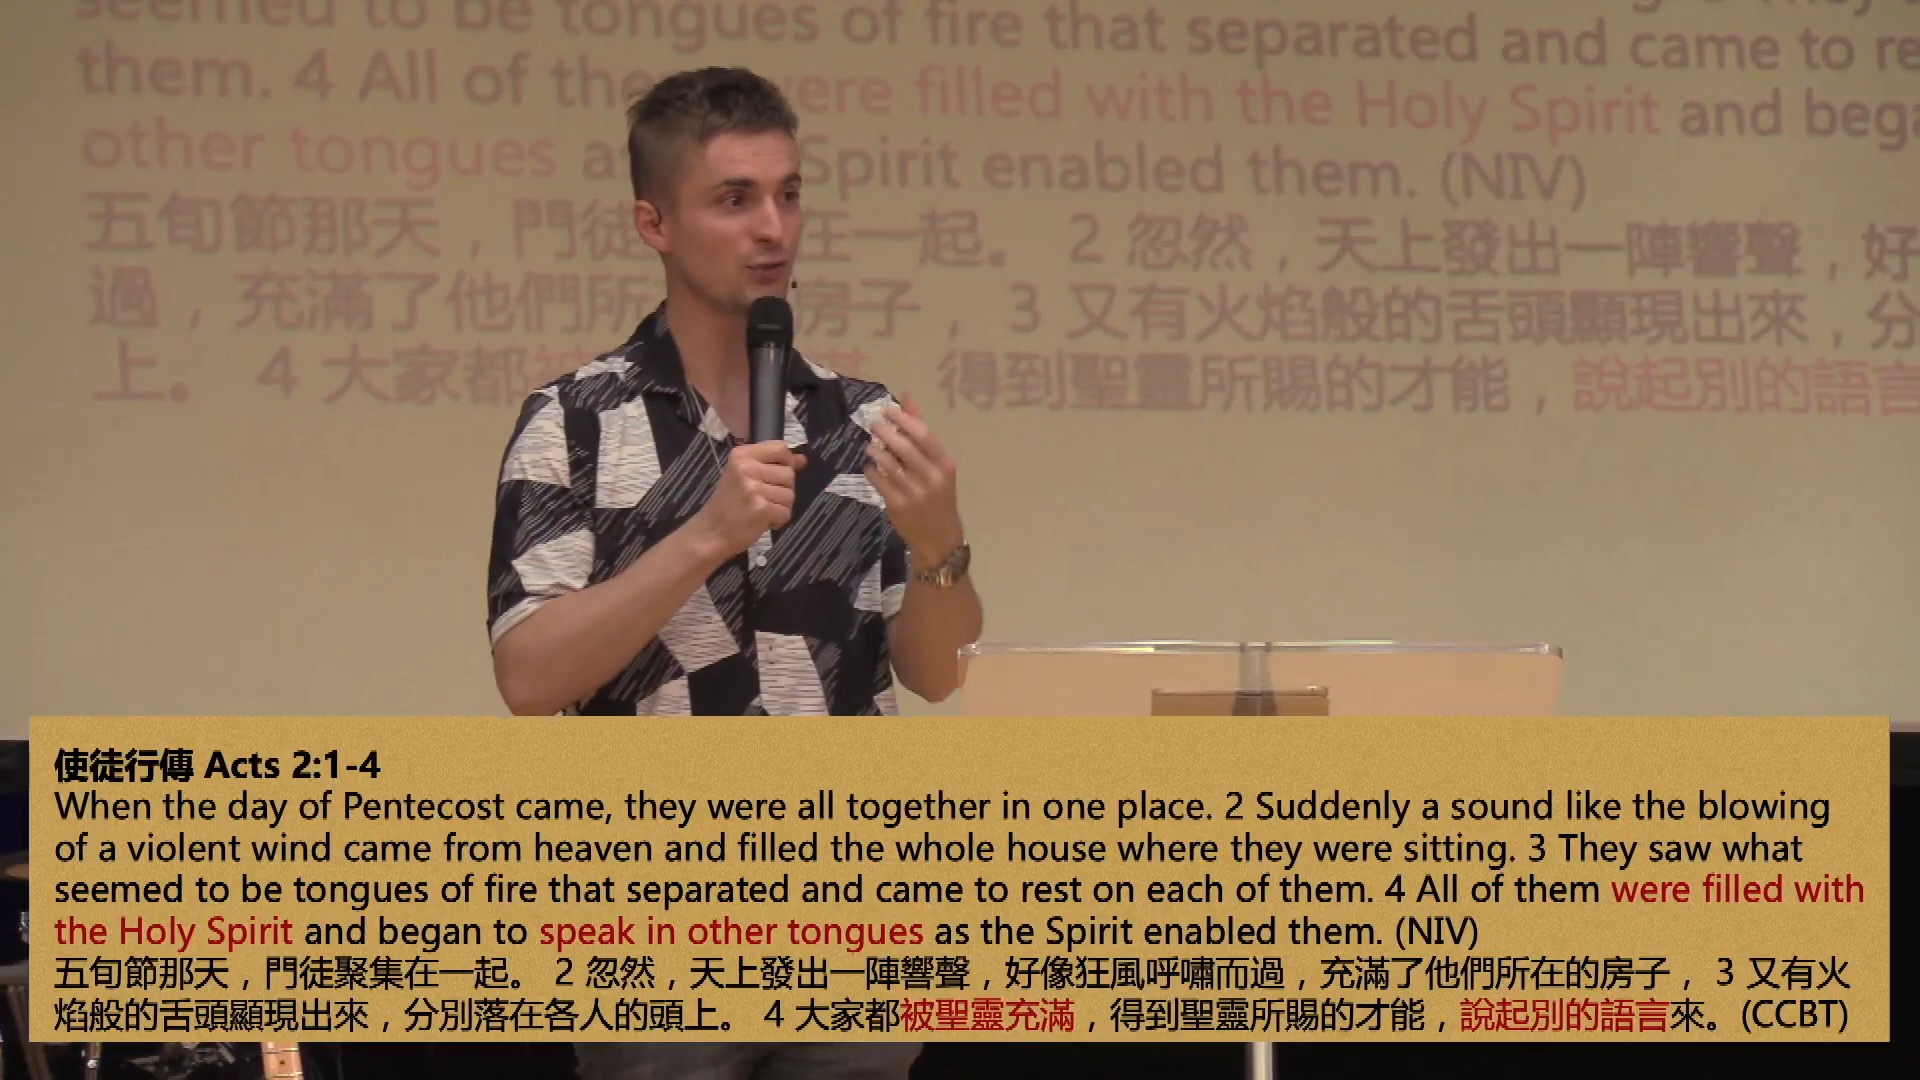 seemed to be tongues of fire that separated and came to re
them. 4 All of the were filled with the Holy Spirit and bega
other tongues as Spirit enabled them. (NIV)
五旬節那天，門徒 在一起。 2 忽然，天上發出一陣響聲，好
過，充滿了他們所 房子， 3 又有火焰般的舌頭顯現出來，分
上。 4 大家都被 滿，得到聖靈所賜的才能，說起別的語言
使徒行傳 Acts 2:1-4
When the day of Pentecost came, they were all together in one place. 2 Suddenly a sound like the blowing
of a violent wind came from heaven and filled the whole house where they were sitting. 3 They saw what
seemed to be tongues of fire that separated and came to rest on each of them. 4 All of them were filled with
the Holy Spirit and began to speak in other tongues as the Spirit enabled them. (NIV)
五旬節那天，門徒聚集在一起。 2 忽然，天上發出一陣響聲，好像狂風呼嘯而過，充滿了他們所在的房子， 3 又有火
焰般的舌頭顯現出來，分別落在各人的頭上。 4 大家都被聖靈充滿，得到聖靈所賜的才能，說起別的語言來。(CCBT)